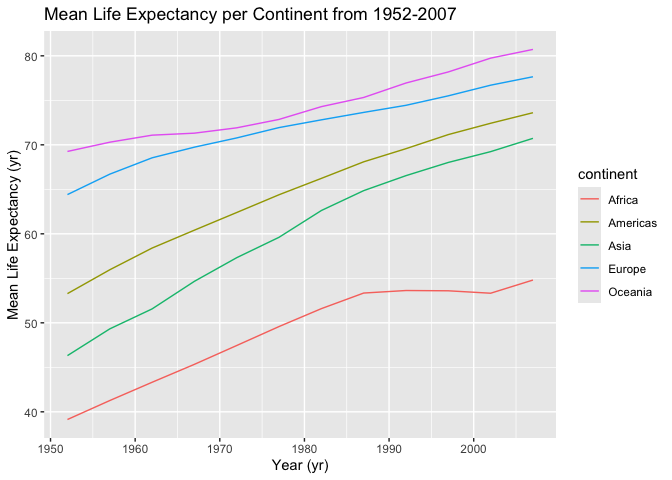 Mean Life Expectancy per Continent from 1952-2007
Mean Life Expectancy (yr)
80
70
60
50
40
1950
1960
1970
1980
1990
2000
Year (yr)
continent
Africa
Americas
Asia
Europe
Oceania